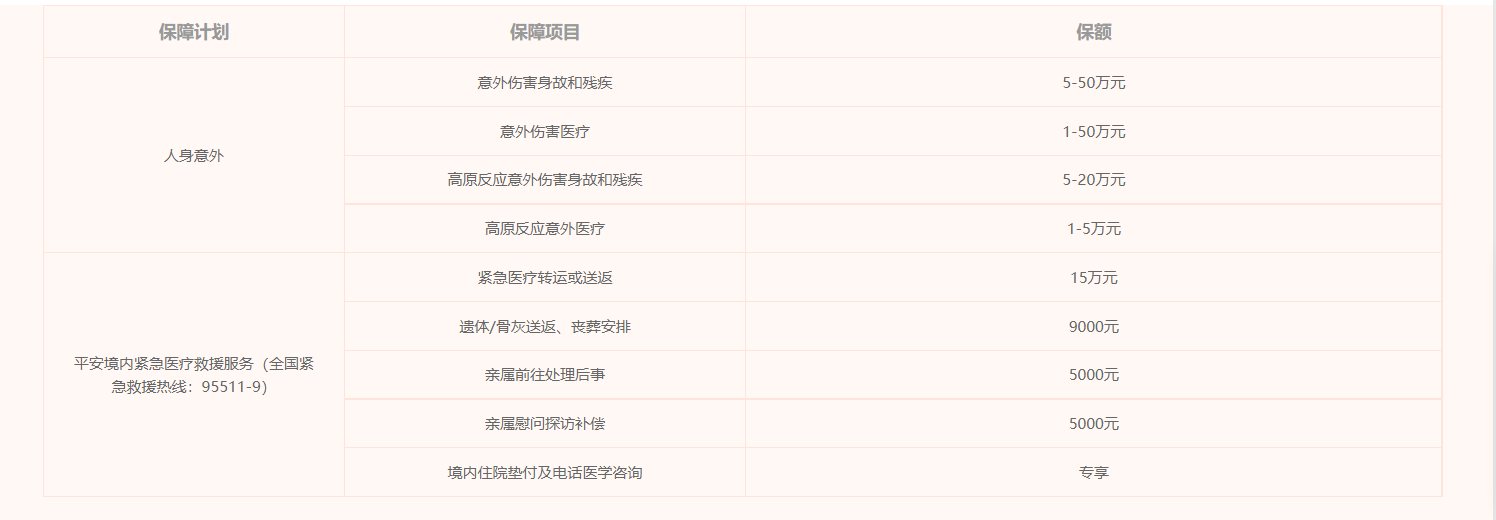 保障计划 保障项目 保额
人身意外
意外伤害身故和残疾 5-50万元
意外伤害医疗 1-50万元
高原反应意外伤害身故和残疾 5-20万元
高原反应意外医疗 1-5万元
平安境内紧急医疗救援服务（全国紧
急救援热线：95511-9）
紧急医疗转运或送返 15万元
遗体/骨灰送返、丧葬安排 9000元
亲属前往处理后事 5000元
亲属慰问探访补偿 5000元
境内住院垫付及电话医学咨询 专享